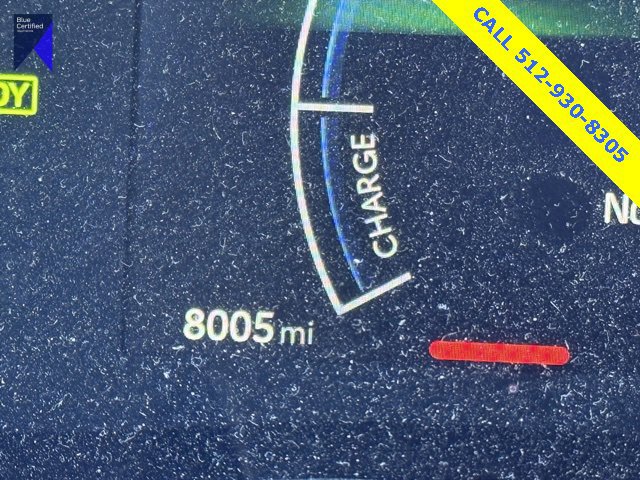 Blue
Certified
CALL 512-930-8305
DY
CHARGE
8005 mi